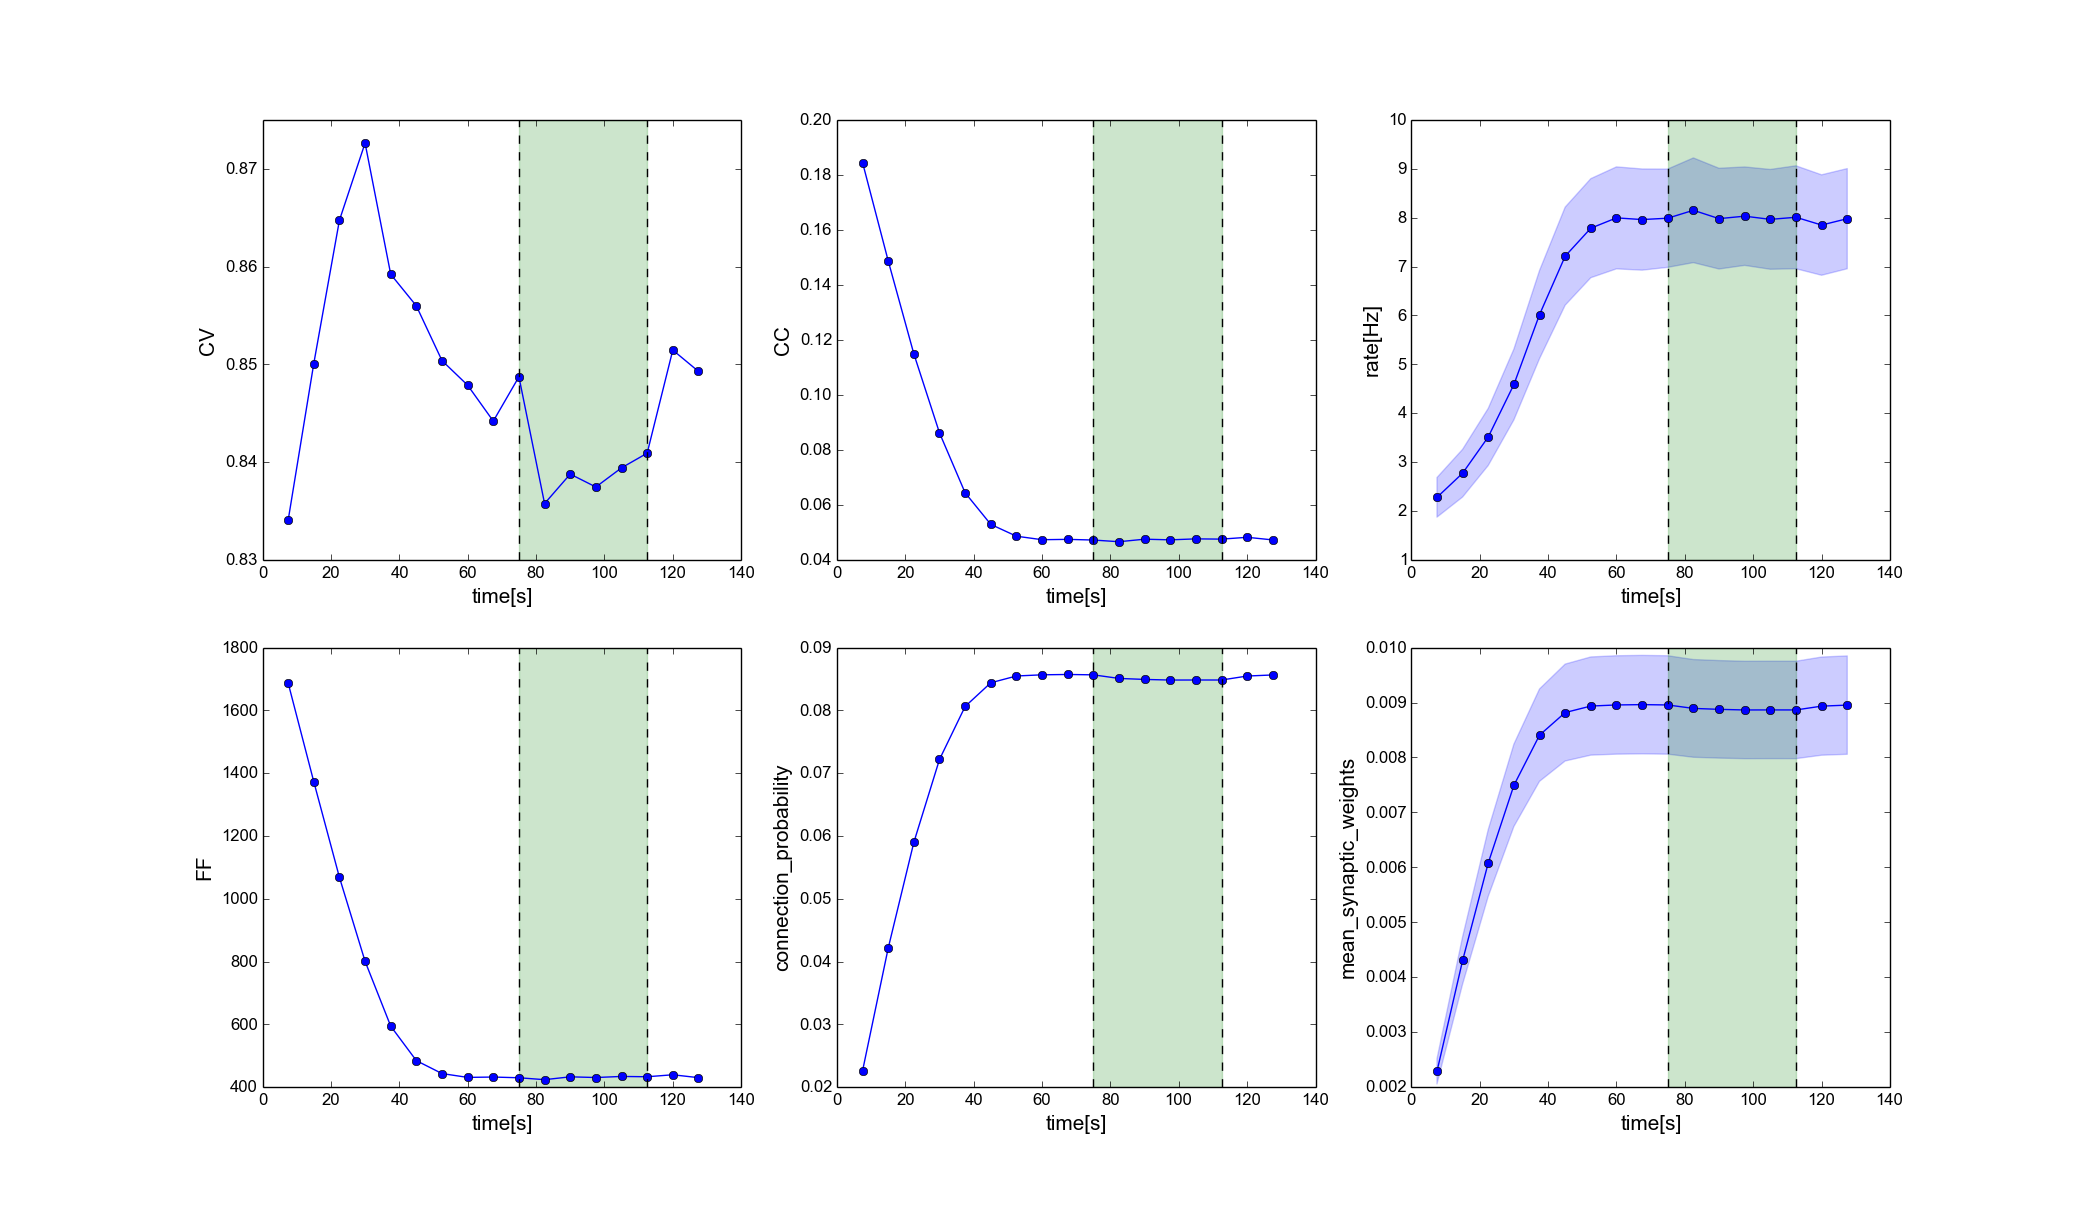 0.87
0.86
0.85
0.84
0.83
CV
0 20 40 60 80 100 120 140
time[s]
0.20
0.18
0.16
0.14
0.12
0.10
0.08
0.06
0.04
CC
0 20 40 60 80 100 120 140
time[s]
10
9
8
7
6
5
4
3
2
1
rate[Hz]
0 20 40 60 80 100 120 140
time[s]
1800
1600
1400
1200
1000
800
600
400
FF
0 20 40 60 80 100 120 140
time[s]
0.09
0.08
0.07
0.06
0.05
0.04
0.03
0.02
connection_probability
0 20 40 60 80 100 120 140
time[s]
0.010
0.009
0.008
0.007
0.006
0.005
0.004
0.003
0.002
mean_synaptic_weights
0 20 40 60 80 100 120 140
time[s]